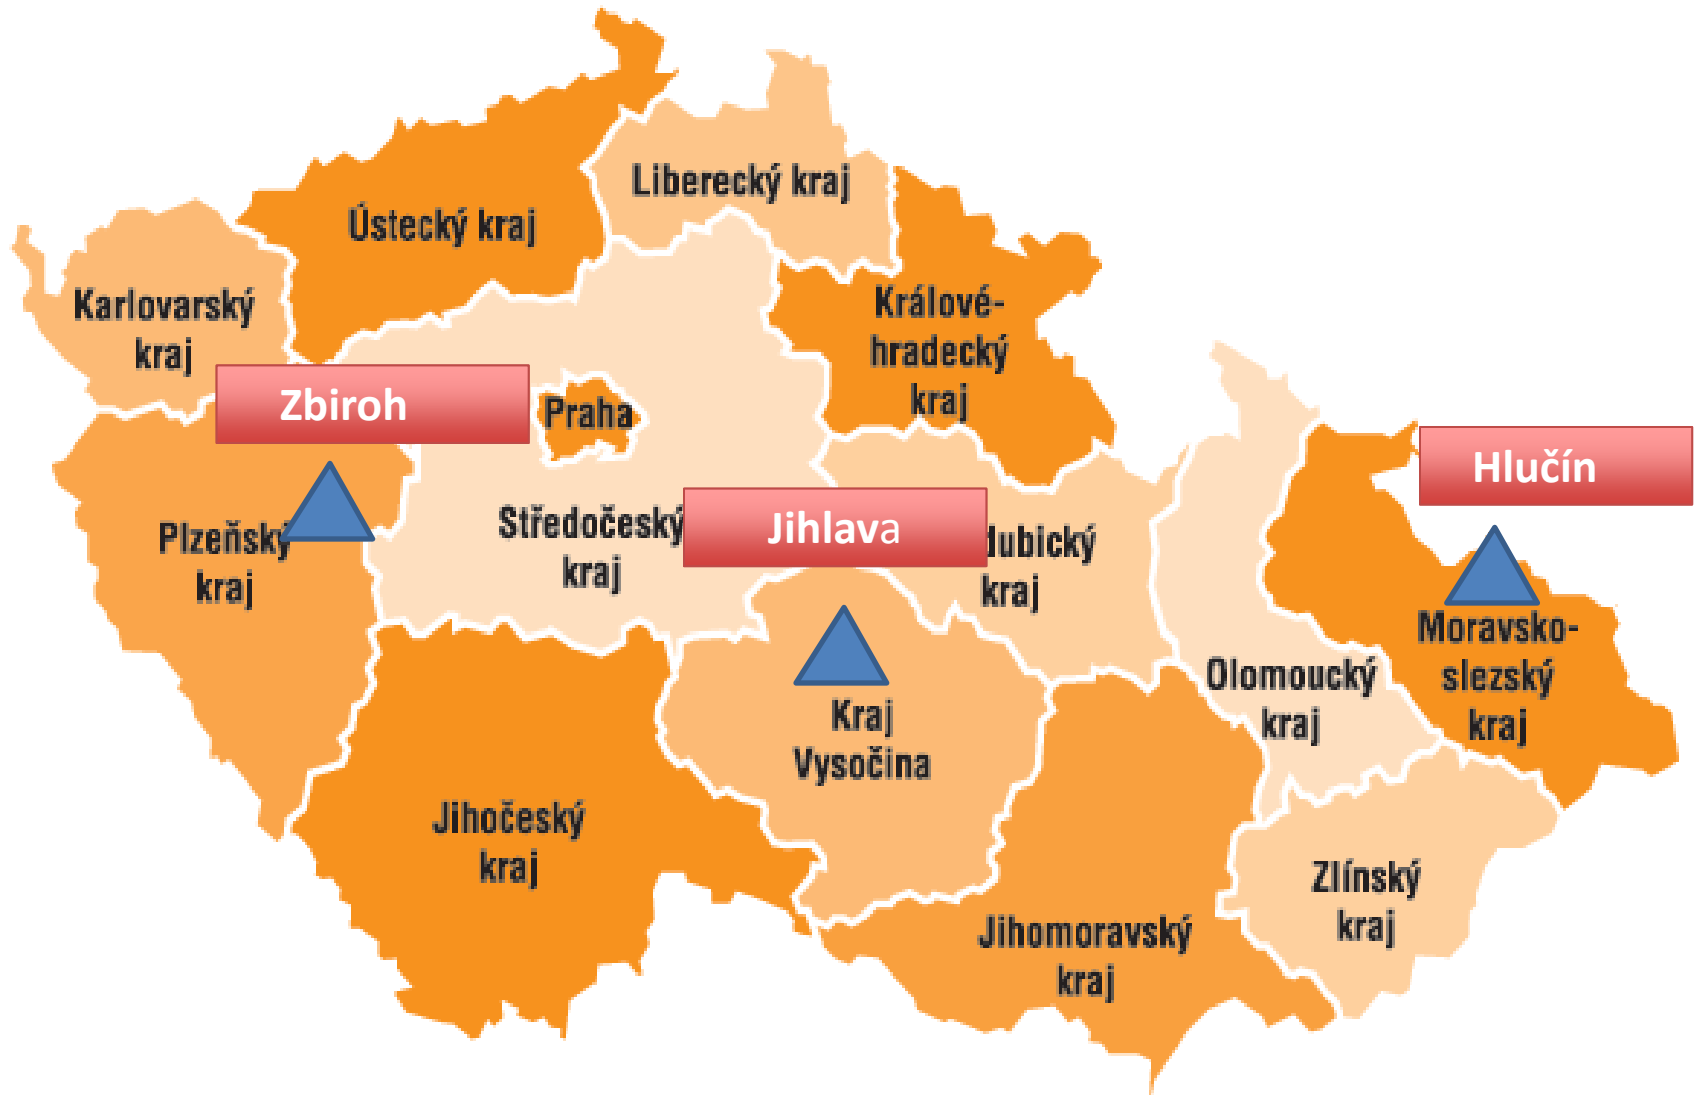 Liberecký kraj
Ústecký kraj
Karlovarský
kraj
Králové-
hradecký
kraj
Zbiroh
Praha
Hlučín
Plzeňský
kraj
Středočeský
kraj
Jihlava
dubický
kraj
Moravsko-
slezský
kraj
Olomoucký
kraj
Kraj
Vysočina
Jihočeský
kraj
Zlínský
kraj
Jihomoravský
kraj